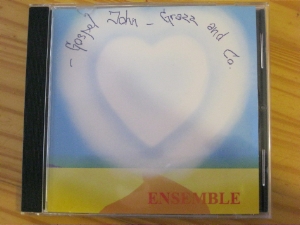 - Gospel John - Grazz and Co.
ENSEMBLE